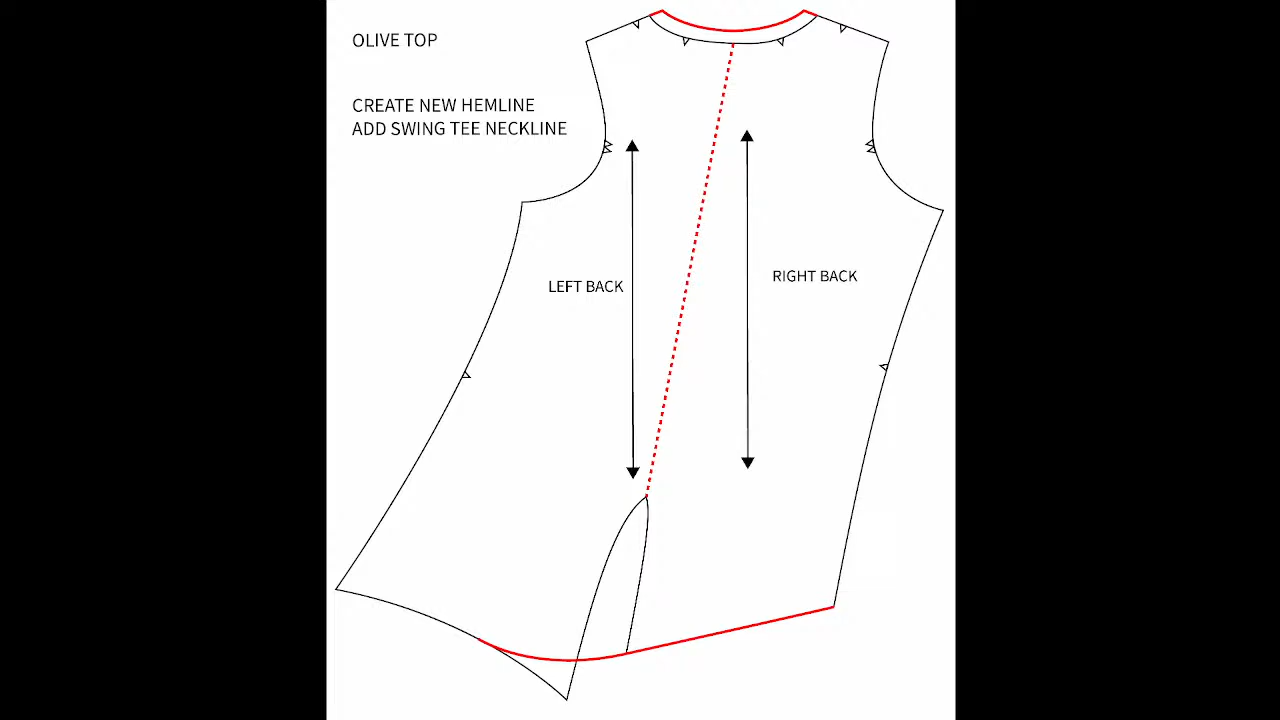 OLIVE TOP
CREATE NEW HEMLINE
ADD SWING TEE NECKLINE
LEFT BACK
RIGHT BACK